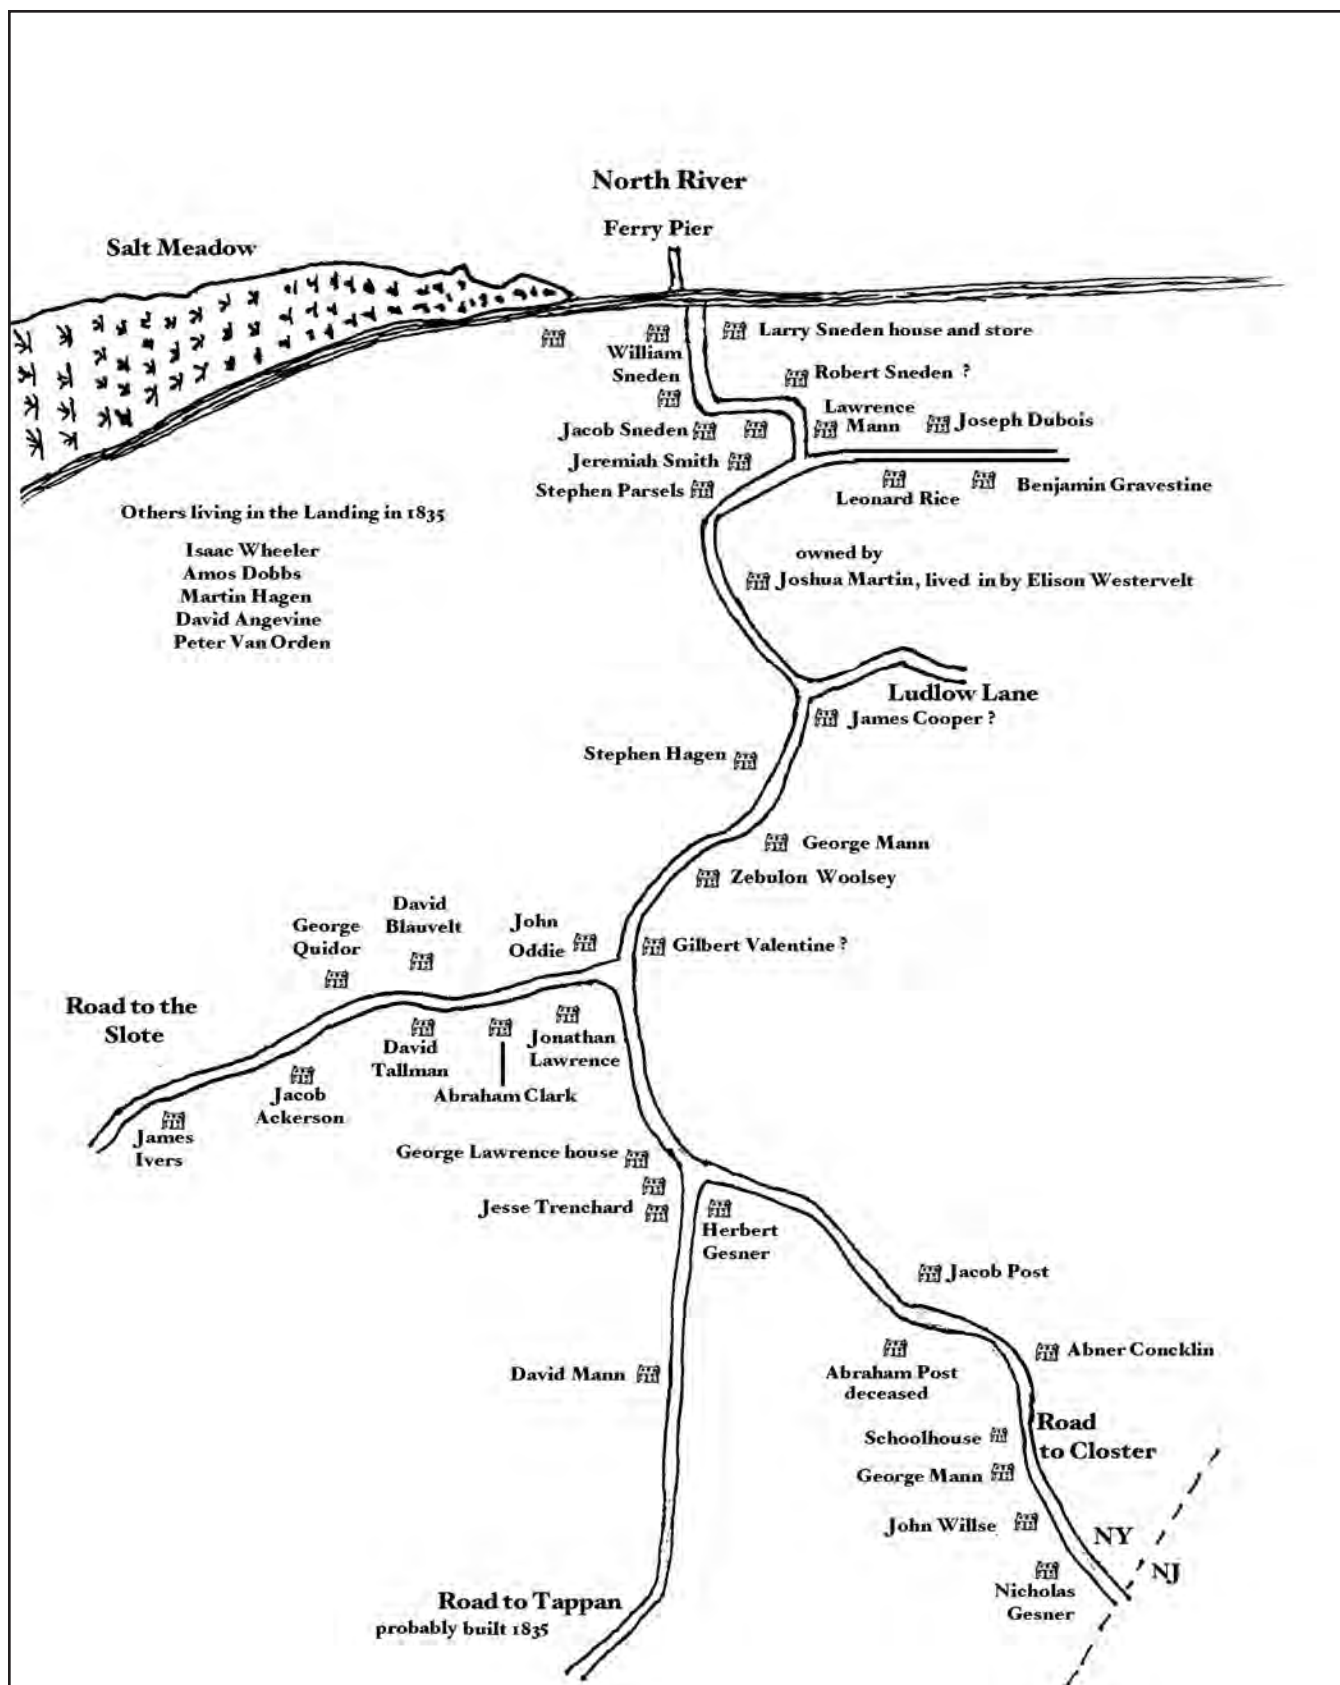 North River
Ferry Pier
Salt Meadow
Larry Sneden house and store
William
Sneden
Robert Sneden ?
Lawrence
Mann
Joseph Dubois
Jacob Sneden
Jeremiah Smith
Stephen Parsels
Leonard Rice
Benjamin Gravestine
Others living in the Landing in 1835
Isaac Wheeler
Amos Dobbs
Martin Hagen
David Angevine
Peter Van Orden
owned by
Joshua Martin, lived in by Elison Westervelt
Ludlow Lane
James Cooper ?
Stephen Hagen
George Mann
Zebulon Woolsey
David
Blauvelt
George
Quidor
John
Oddie
Gilbert Valentine ?
Road to the
Slote
David
Tallman
Jonathan
Lawrence
Abraham Clark
Jacob
Ackerson
James
Ivers
George Lawrence house
Jesse Trenchard
Herbert
Gesner
Jacob Post
Abner Concklin
David Mann
Abraham Post
deceased
Road
to Closter
Schoolhouse
George Mann
John Willse
NY
NJ
Nicholas
Gesner
Road to Tappan
probably built 1835